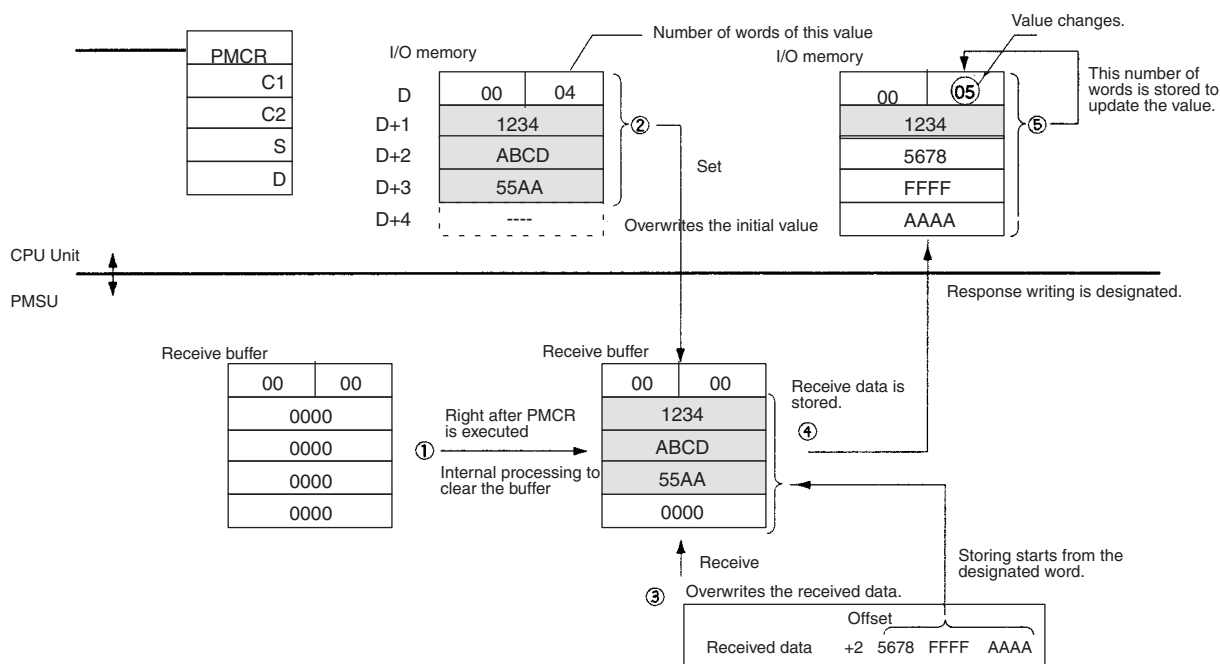 PMCR
C1
C2
S
D
I/O memory
Number of words of this value
D 00 04
D+1 1234
D+2 ABCD
D+3 55AA
D+4 ----
②
Set
Overwrites the initial value
Value changes.
I/O memory
00 05
1234
5678
FFFF
AAAA
⑤
This number of
words is stored to
update the value.
CPU Unit
PMSU
Response writing is designated.
Receive buffer
00 00
0000
0000
0000
0000
①
Right after PMCR
is executed
Internal processing to
clear the buffer
Receive buffer
00 00
1234
ABCD
55AA
0000
Receive data is
stored.
④
Receive
③ Overwrites the received data.
Storing starts from the
designated word.
Offset
Received data +2 5678 FFFF AAAA